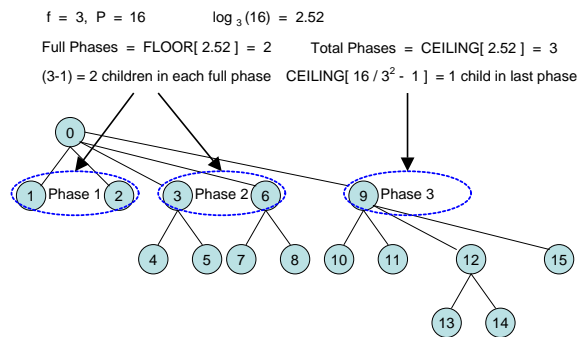 f = 3, P = 16 log₃(16) = 2.52
Full Phases = FLOOR[ 2.52 ] = 2 Total Phases = CEILING[ 2.52 ] = 3
(3-1) = 2 children in each full phase CEILING[ 16 / 3² - 1 ] = 1 child in last phase
0
1 Phase 1 2 3 Phase 2 6 9 Phase 3
4 5 7 8 10 11 12 15
13 14